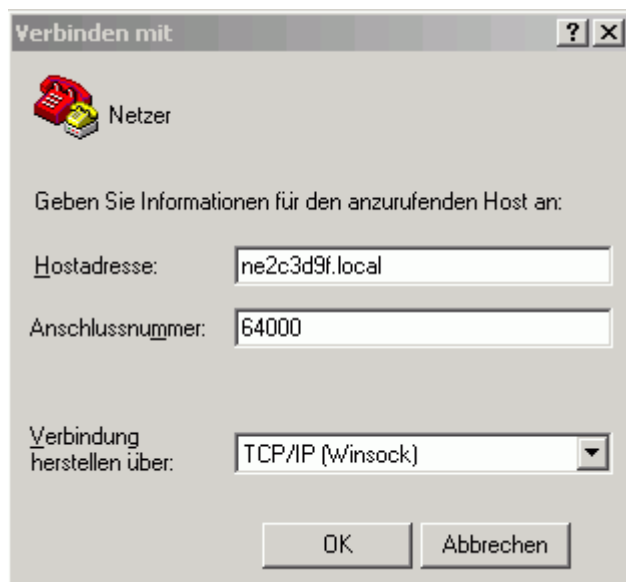 Verbinden mit
Netzer
Geben Sie Informationen für den anzurufenden Host an:
Hostadresse: ne2c3d9f.local
Anschlussnummer: 64000
Verbindung
herstellen über: TCP/IP (Winsock)
OK Abbrechen